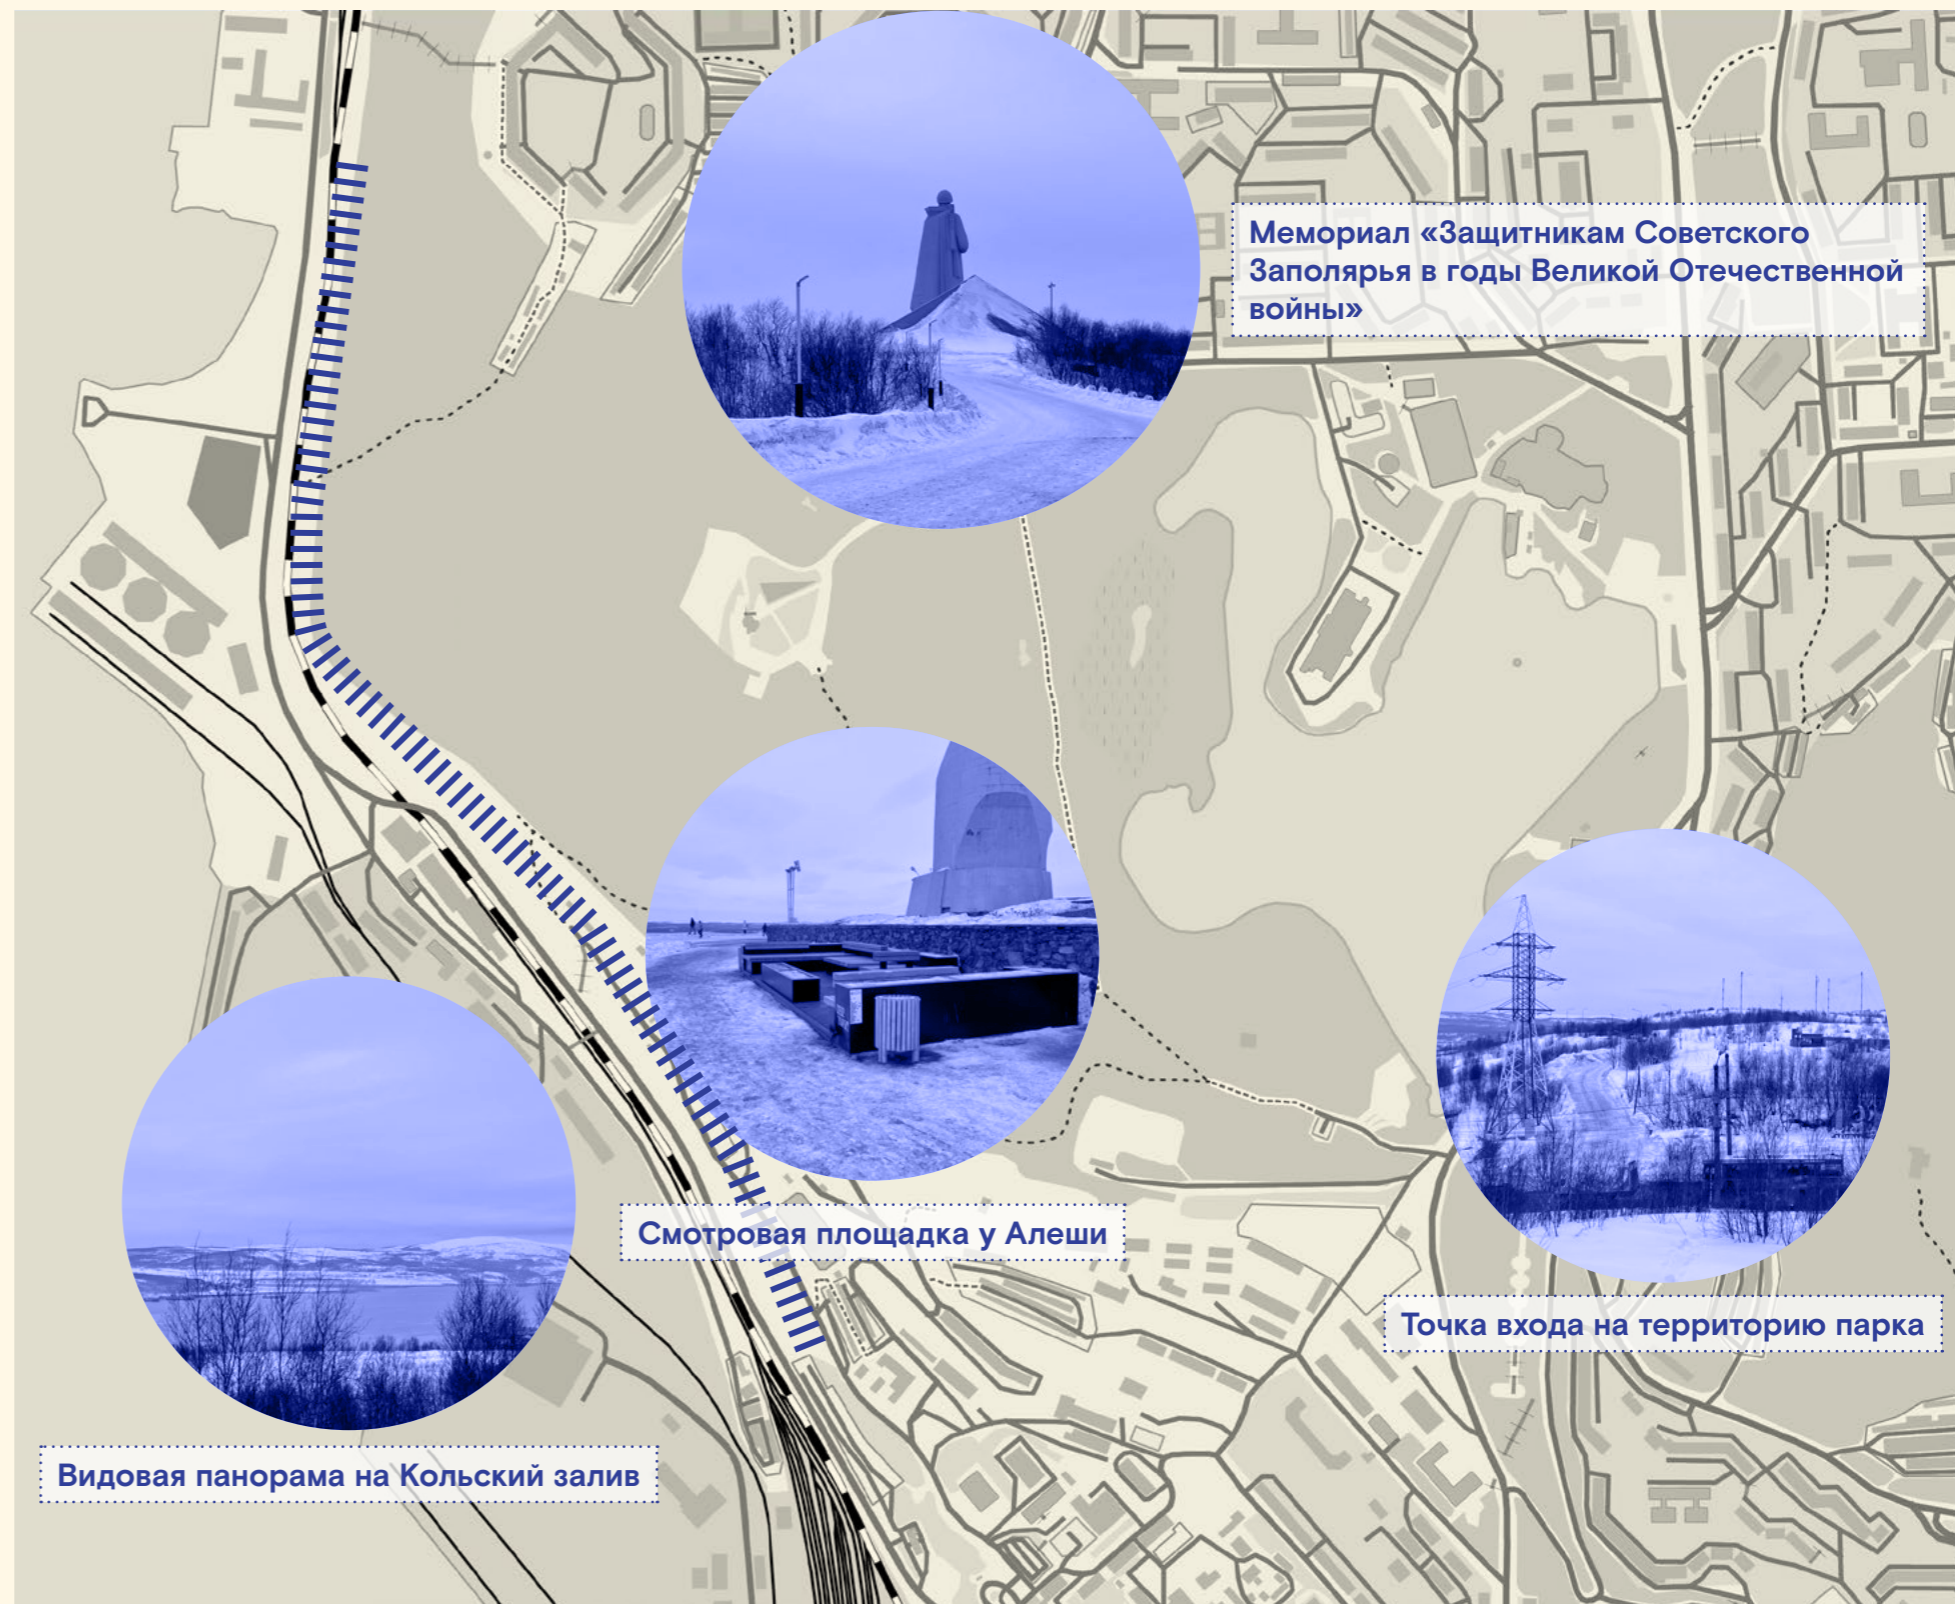 Мемориал «Защитникам Советского
Заполярья в годы Великой Отечественной
войны»
Смотровая площадка у Алеши
Точка входа на территорию парка
Видовая панорама на Кольский залив